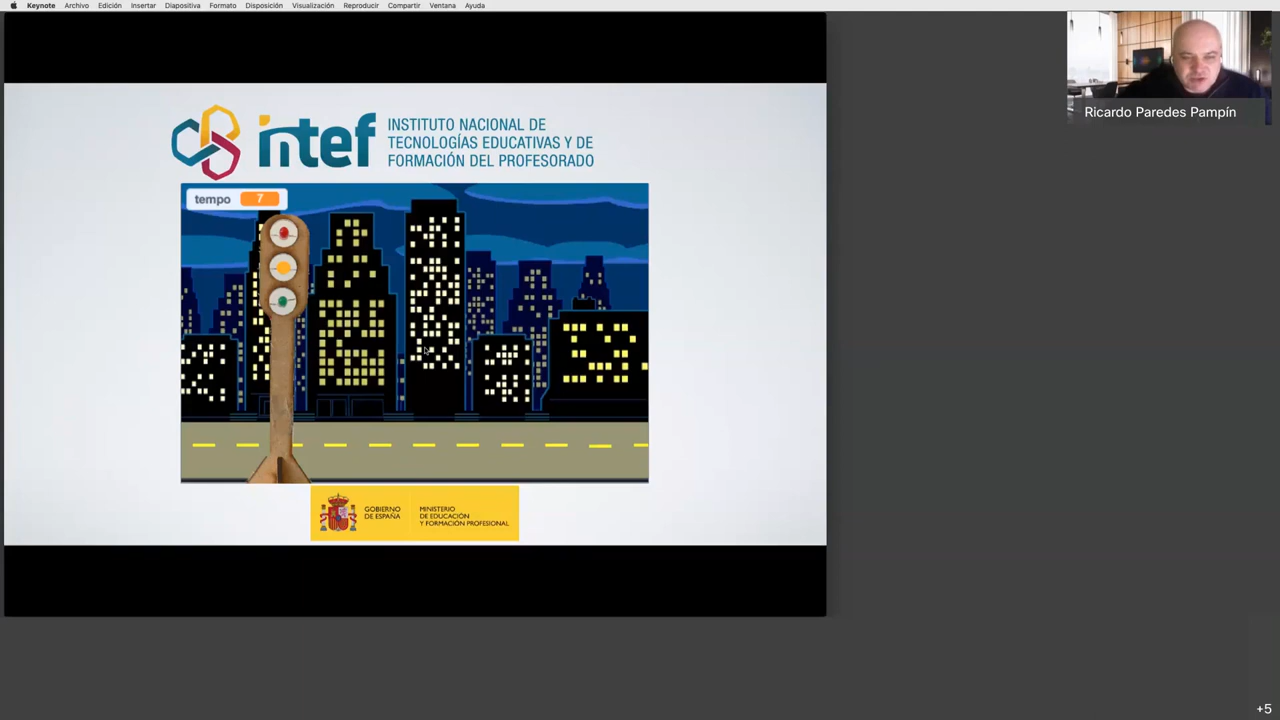 Keynote Archivo Edición Insertar Diapositiva Formato Disposición Visualización Reproducir Compartir Ventana Ayuda
Ricardo Paredes Pampín
intef
INSTITUTO NACIONAL DE
TECNOLOGÍAS EDUCATIVAS Y DE
FORMACIÓN DEL PROFESORADO
tempo 7
GOBIERNO
DE ESPAÑA
MINISTERIO
DE EDUCACIÓN
Y FORMACIÓN PROFESIONAL
+5